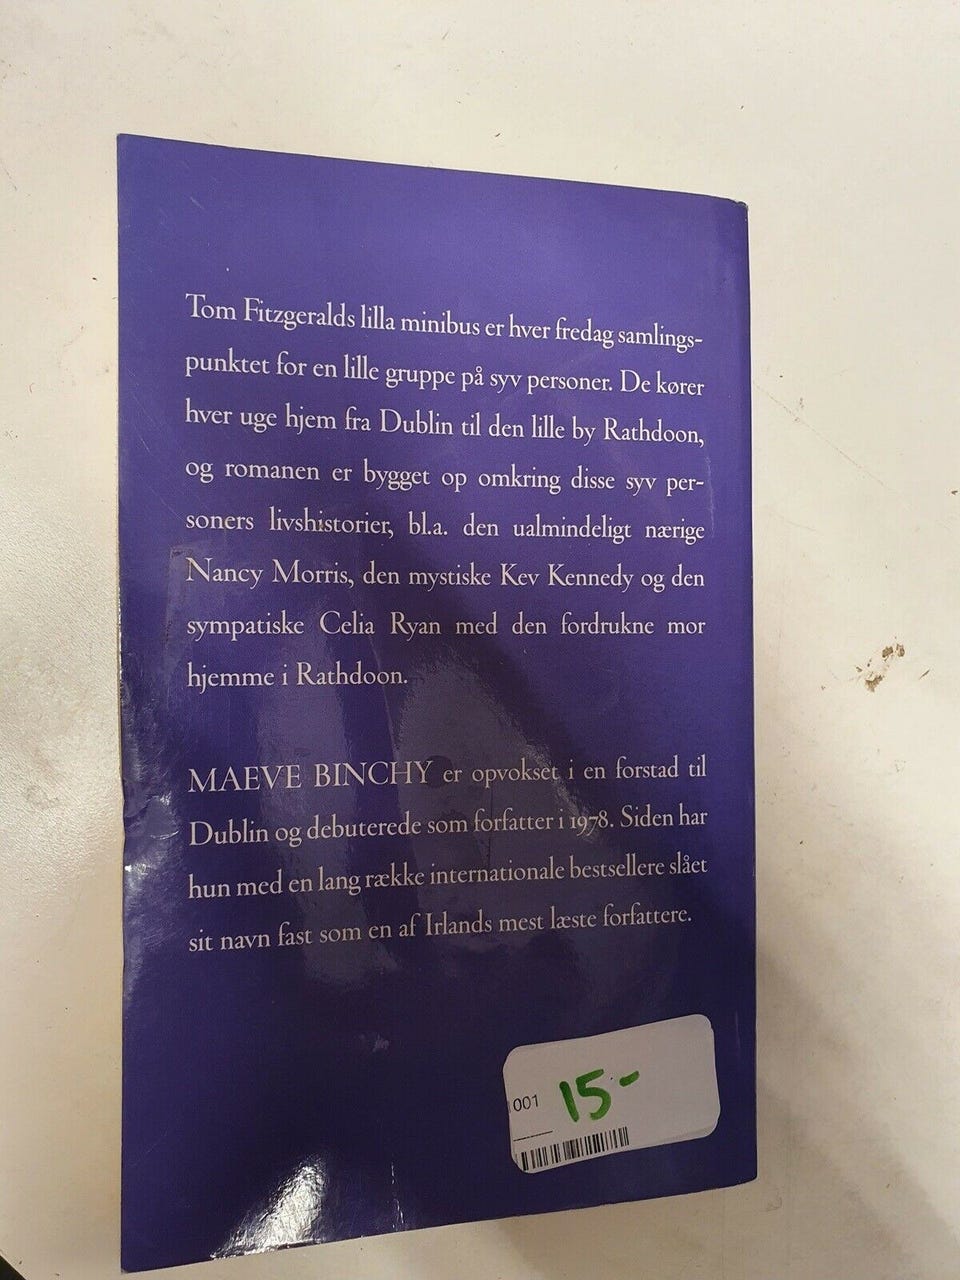 Tom Fitzgeralds lilla minibus er hver fredag samlings-
punktet for en lille gruppe på syv personer. De kører
hver uge hjem fra Dublin til den lille by Rathdoon,
og romanen er bygget op omkring disse syv per-
soners livshistorier, bl.a. den ualmindeligt nærige
Nancy Morris, den mystiske Kev Kennedy og den
sympatiske Celia Ryan med den fordrukne mor
hjemme i Rathdoon.
MAEVE BINCHY er opvokset i en forstad til
Dublin og debuterede som forfatter i 1978. Siden har
hun med en lang række internationale bestsellere slået
sit navn fast som en af Irlands mest læste forfattere.
001 15-